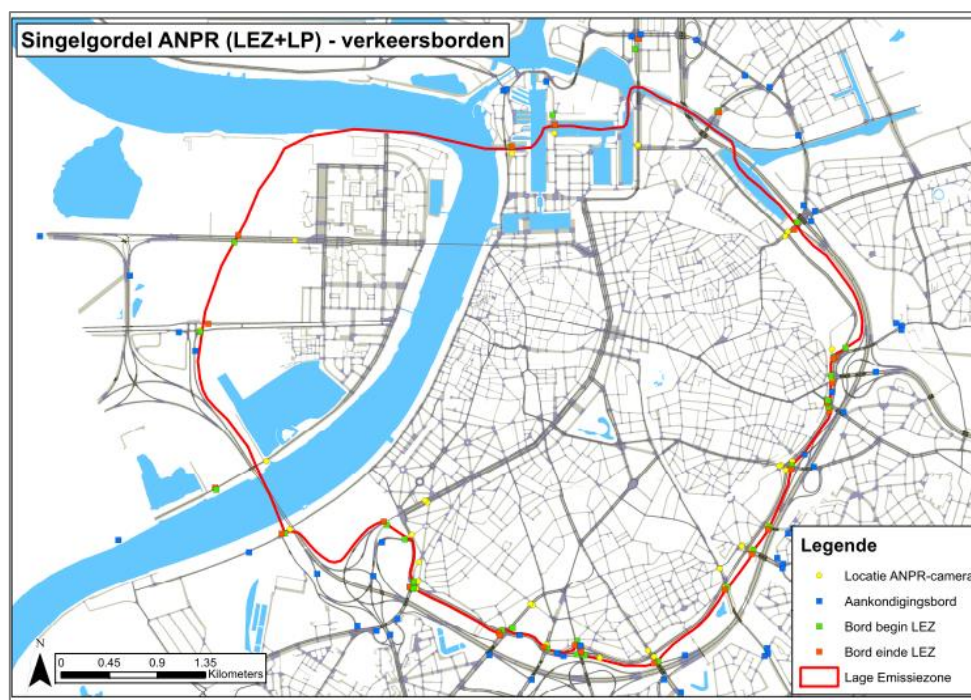 Singelgordel ANPR (LEZ+LP) - verkeersborden
Legende
Locatie ANPR-camera
Aankondigingsbord
Bord begin LEZ
Bord einde LEZ
Lage Emissiezone
N
0 0.45 0.9 1.35
Kilometers